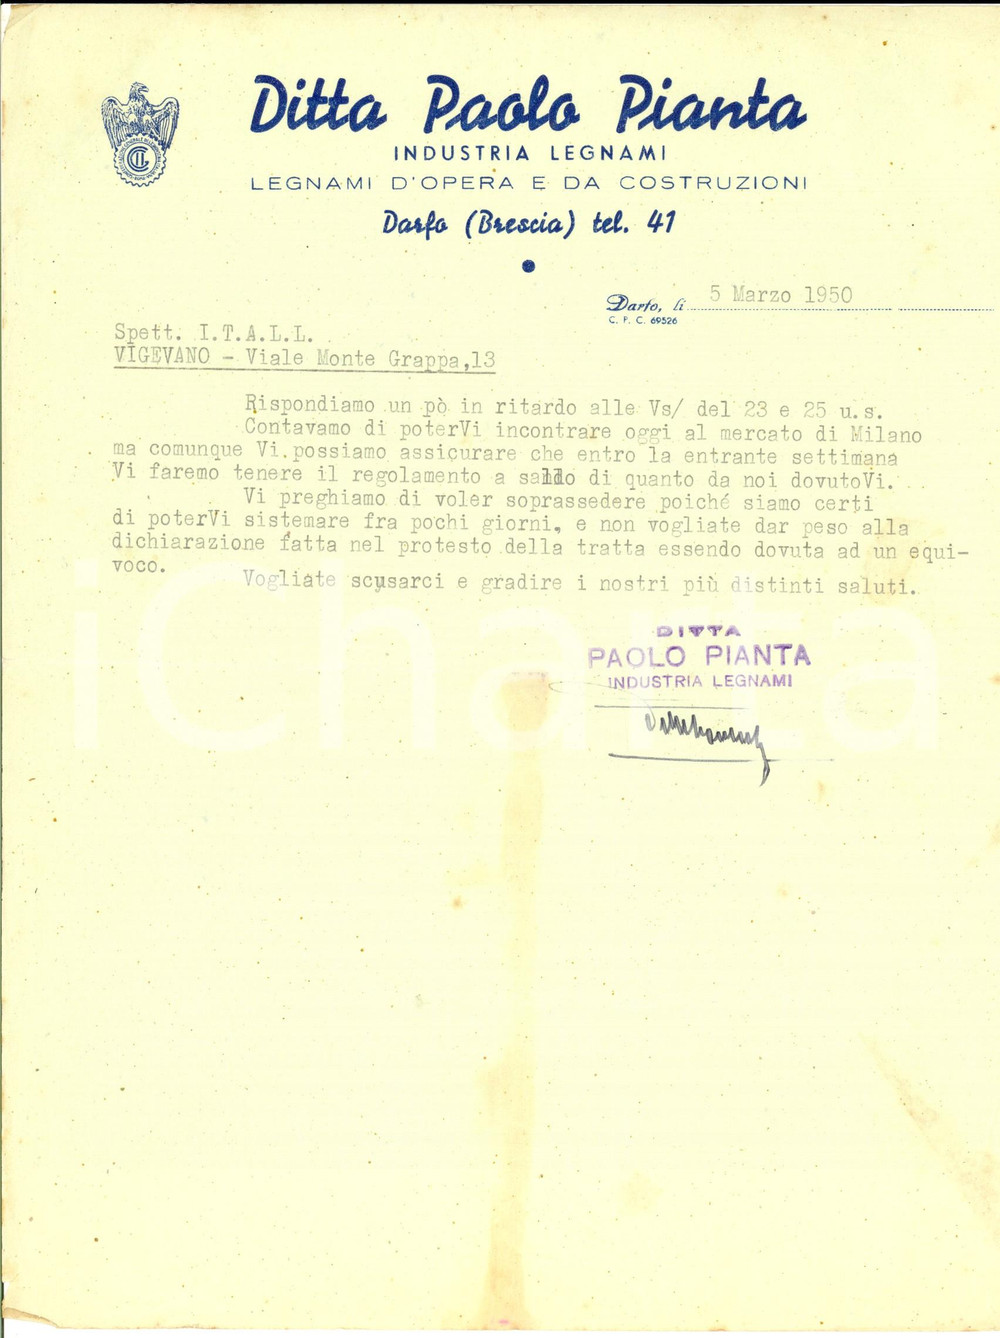 Ditta Paolo Pianta
INDUSTRIA LEGNAMI
LEGNAMI D'OPERA E DA COSTRUZIONI
Darfo (Brescia) tel. 41
Darfo, li 5 Marzo 1950
C. P. C. 69526
Spett. I.T.A.L.L.
VIGEVANO - Viale Monte Grappa,13
Rispondiamo un pò in ritardo alle Vs/ del 23 e 25 u.s.
Contavamo di poterVi incontrare oggi al mercato di Milano
ma comunque Vi possiamo assicurare che entro la entrante settimana
Vi faremo tenere il regolamento a saldo di quanto da noi dovutoVi.
Vi preghiamo di voler soprassedere poiché siamo certi
di poterVi sistemare fra pochi giorni, e non vogliate dar peso alla
dichiarazione fatta nel protesto della tratta essendo dovuta ad un equi-
voco.
Vogliate scusarci e gradire i nostri più distinti saluti.
DITTA
PAOLO PIANTA
INDUSTRIA LEGNAMI
iCharta